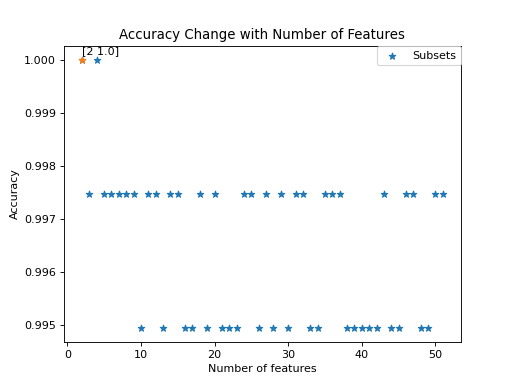 Accuracy Change with Number of Features
[2 1.0]
Subsets
1.000
0.999
0.998
0.997
0.996
0.995
Accuracy
0 10 20 30 40 50
Number of features